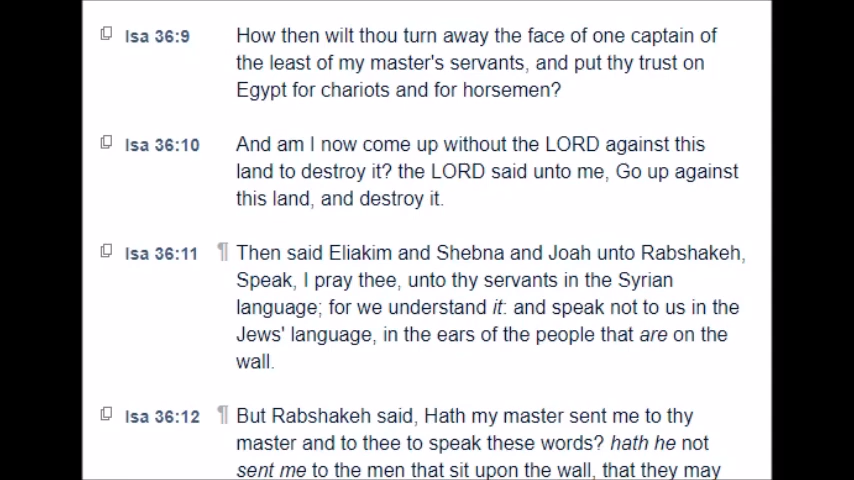 Isa 36:9 How then wilt thou turn away the face of one captain of
the least of my master's servants, and put thy trust on
Egypt for chariots and for horsemen?
Isa 36:10 And am I now come up without the LORD against this
land to destroy it? the LORD said unto me, Go up against
this land, and destroy it.
Isa 36:11 ¶ Then said Eliakim and Shebna and Joah unto Rabshakeh,
Speak, I pray thee, unto thy servants in the Syrian
language; for we understand it: and speak not to us in the
Jews' language, in the ears of the people that are on the
wall.
Isa 36:12 ¶ But Rabshakeh said, Hath my master sent me to thy
master and to thee to speak these words? hath he not
sent me to the men that sit upon the wall, that they may